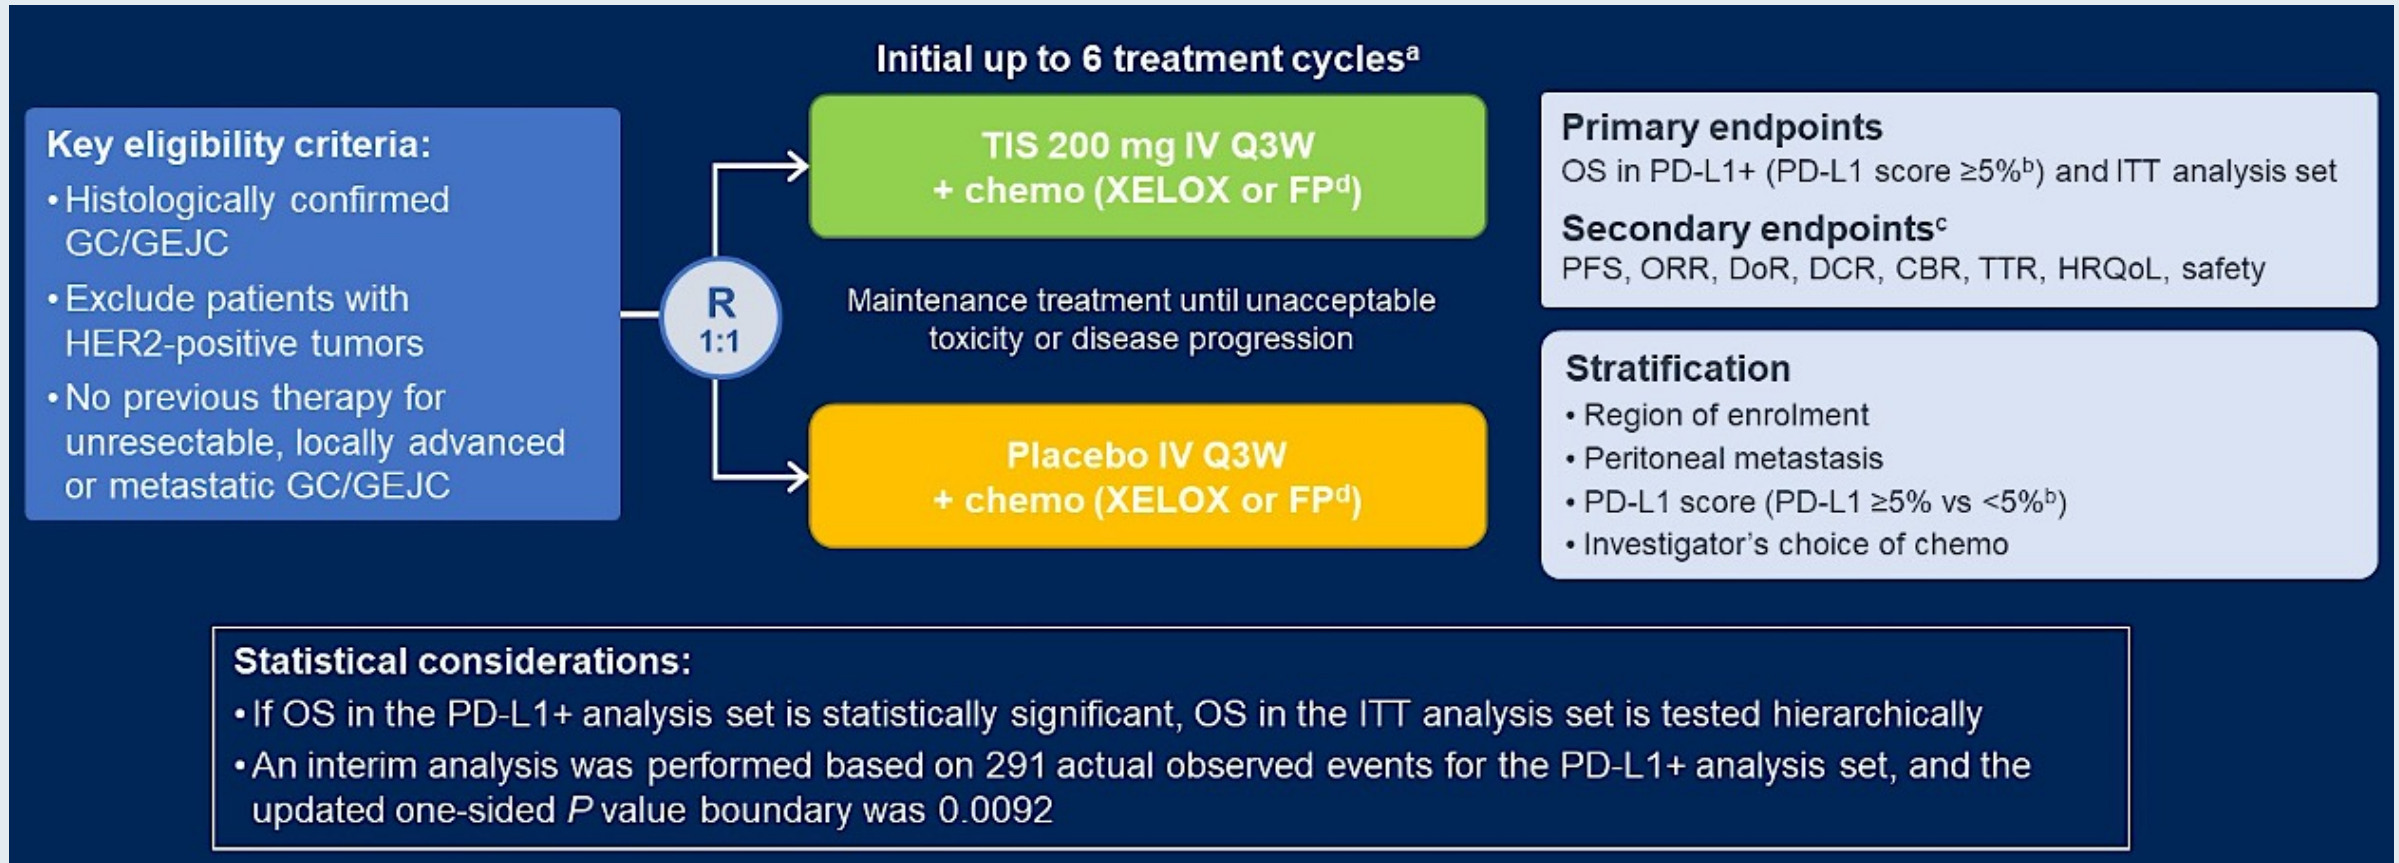 Initial up to 6 treatment cyclesᵃ
Key eligibility criteria:
• Histologically confirmed
GC/GEJC
• Exclude patients with
HER2-positive tumors
• No previous therapy for
unresectable, locally advanced
or metastatic GC/GEJC
R
1:1
TIS 200 mg IV Q3W
+ chemo (XELOX or FPᵈ)
Maintenance treatment until unacceptable
toxicity or disease progression
Placebo IV Q3W
+ chemo (XELOX or FPᵈ)
Primary endpoints
OS in PD-L1+ (PD-L1 score ≥5%ᵇ) and ITT analysis set
Secondary endpointsᶜ
PFS, ORR, DoR, DCR, CBR, TTR, HRQoL, safety
Stratification
• Region of enrolment
• Peritoneal metastasis
• PD-L1 score (PD-L1 ≥5% vs <5%ᵇ)
• Investigator's choice of chemo
Statistical considerations:
• If OS in the PD-L1+ analysis set is statistically significant, OS in the ITT analysis set is tested hierarchically
• An interim analysis was performed based on 291 actual observed events for the PD-L1+ analysis set, and the
updated one-sided P value boundary was 0.0092